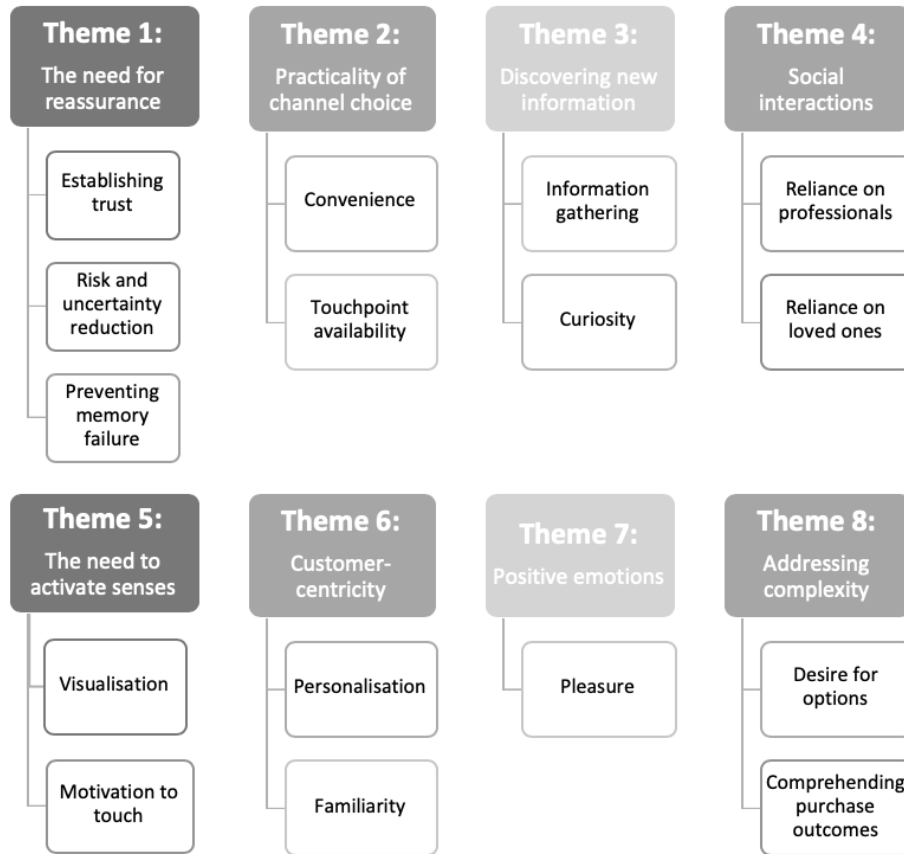 Theme 1:
The need for
reassurance
Establishing
trust
Risk and
uncertainty
reduction
Preventing
memory
failure
Theme 2:
Practicality of
channel choice
Convenience
Touchpoint
availability
Theme 3:
Discovering new
information
Information
gathering
Curiosity
Theme 4:
Social
interactions
Reliance on
professionals
Reliance on
loved ones
Theme 5:
The need to
activate senses
Visualisation
Motivation to
touch
Theme 6:
Customer-
centricity
Personalisation
Familiarity
Theme 7:
Positive emotions
Pleasure
Theme 8:
Addressing
complexity
Desire for
options
Comprehending
purchase
outcomes